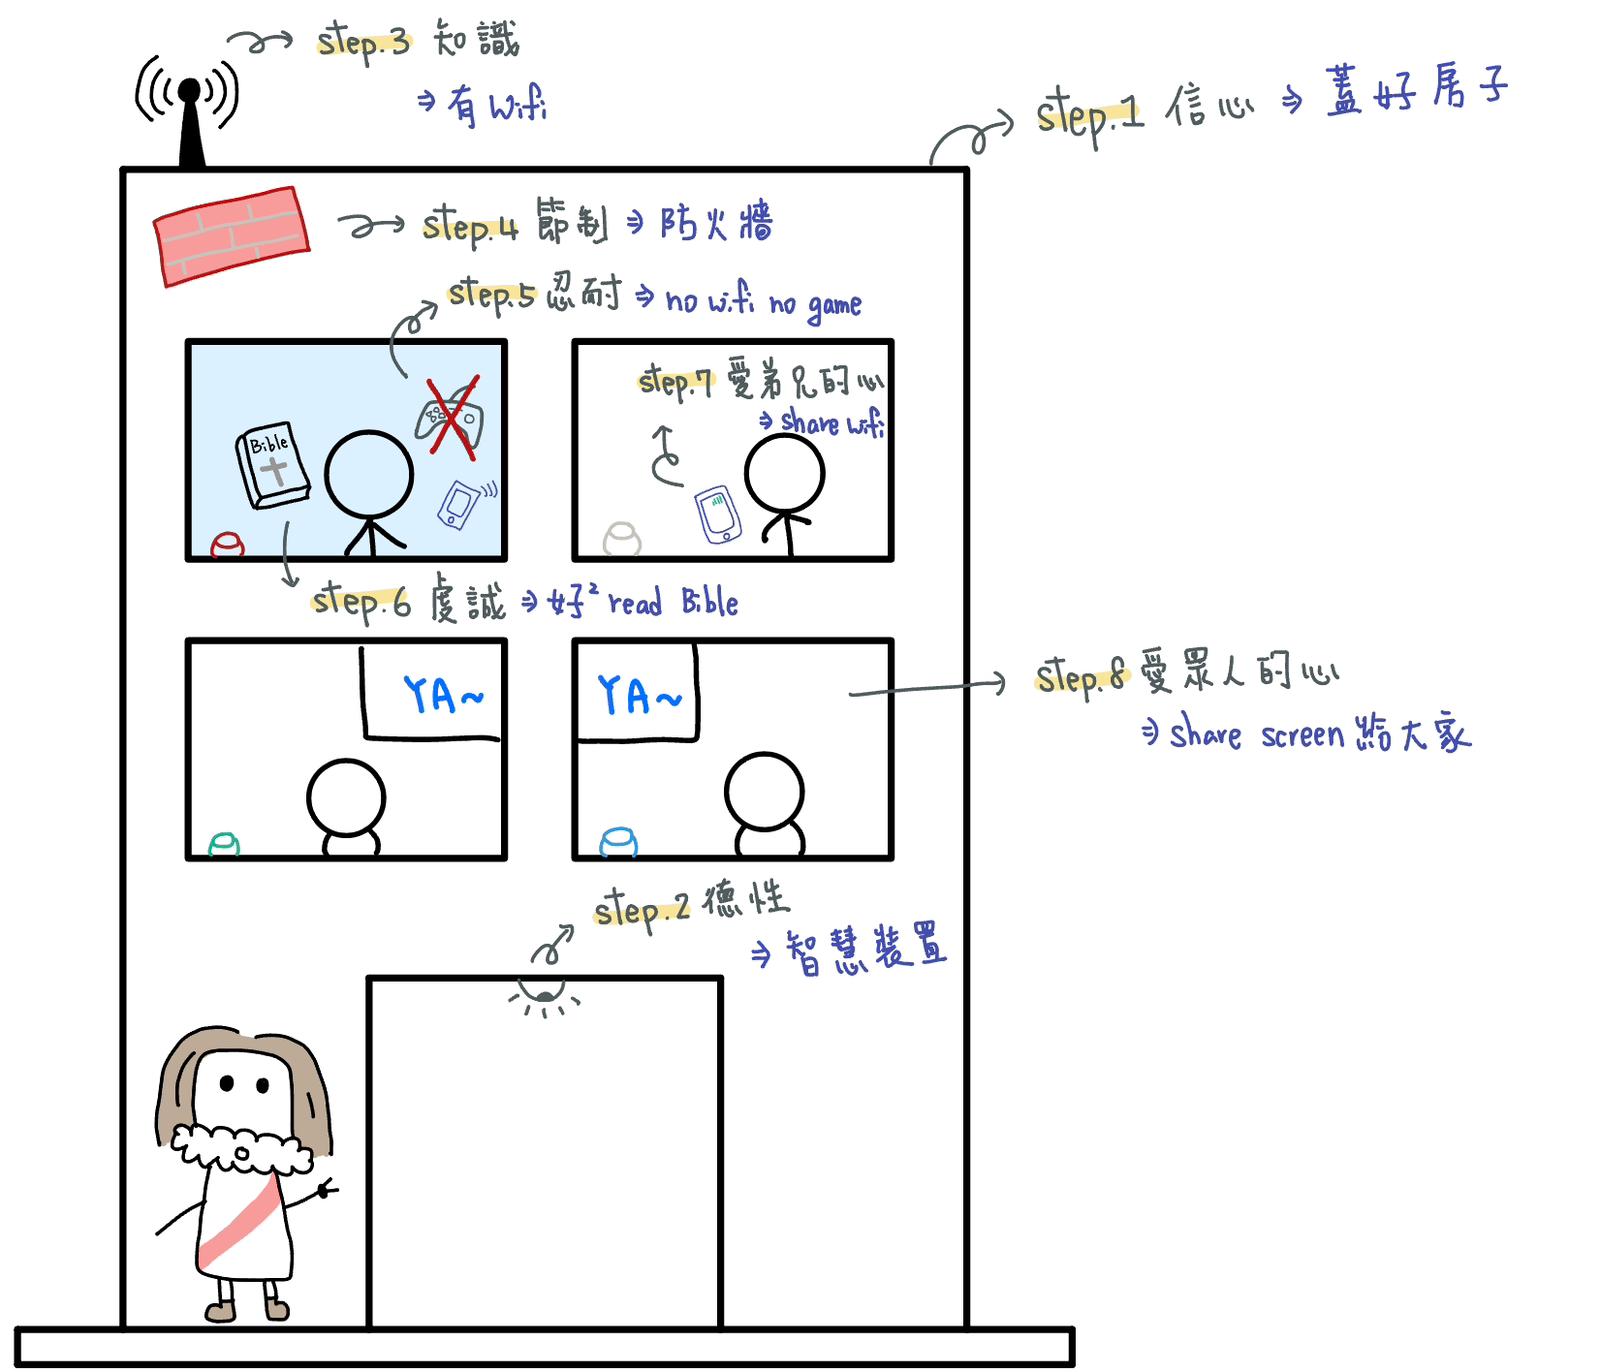 step.3 知識
⇒ 有 wifi
step.1 信心 ⇒ 蓋好房子
step.4 節制 ⇒ 防火牆
step.5 忍耐 ⇒ no wifi no game
step.7 愛弟兄的心
⇒ share wifi
Bible
step.6 虔誠 ⇒ 好² read Bible
YA~
YA~
step.8 愛眾人的心
⇒ share screen 給大家
step.2 德性
⇒ 智慧裝置